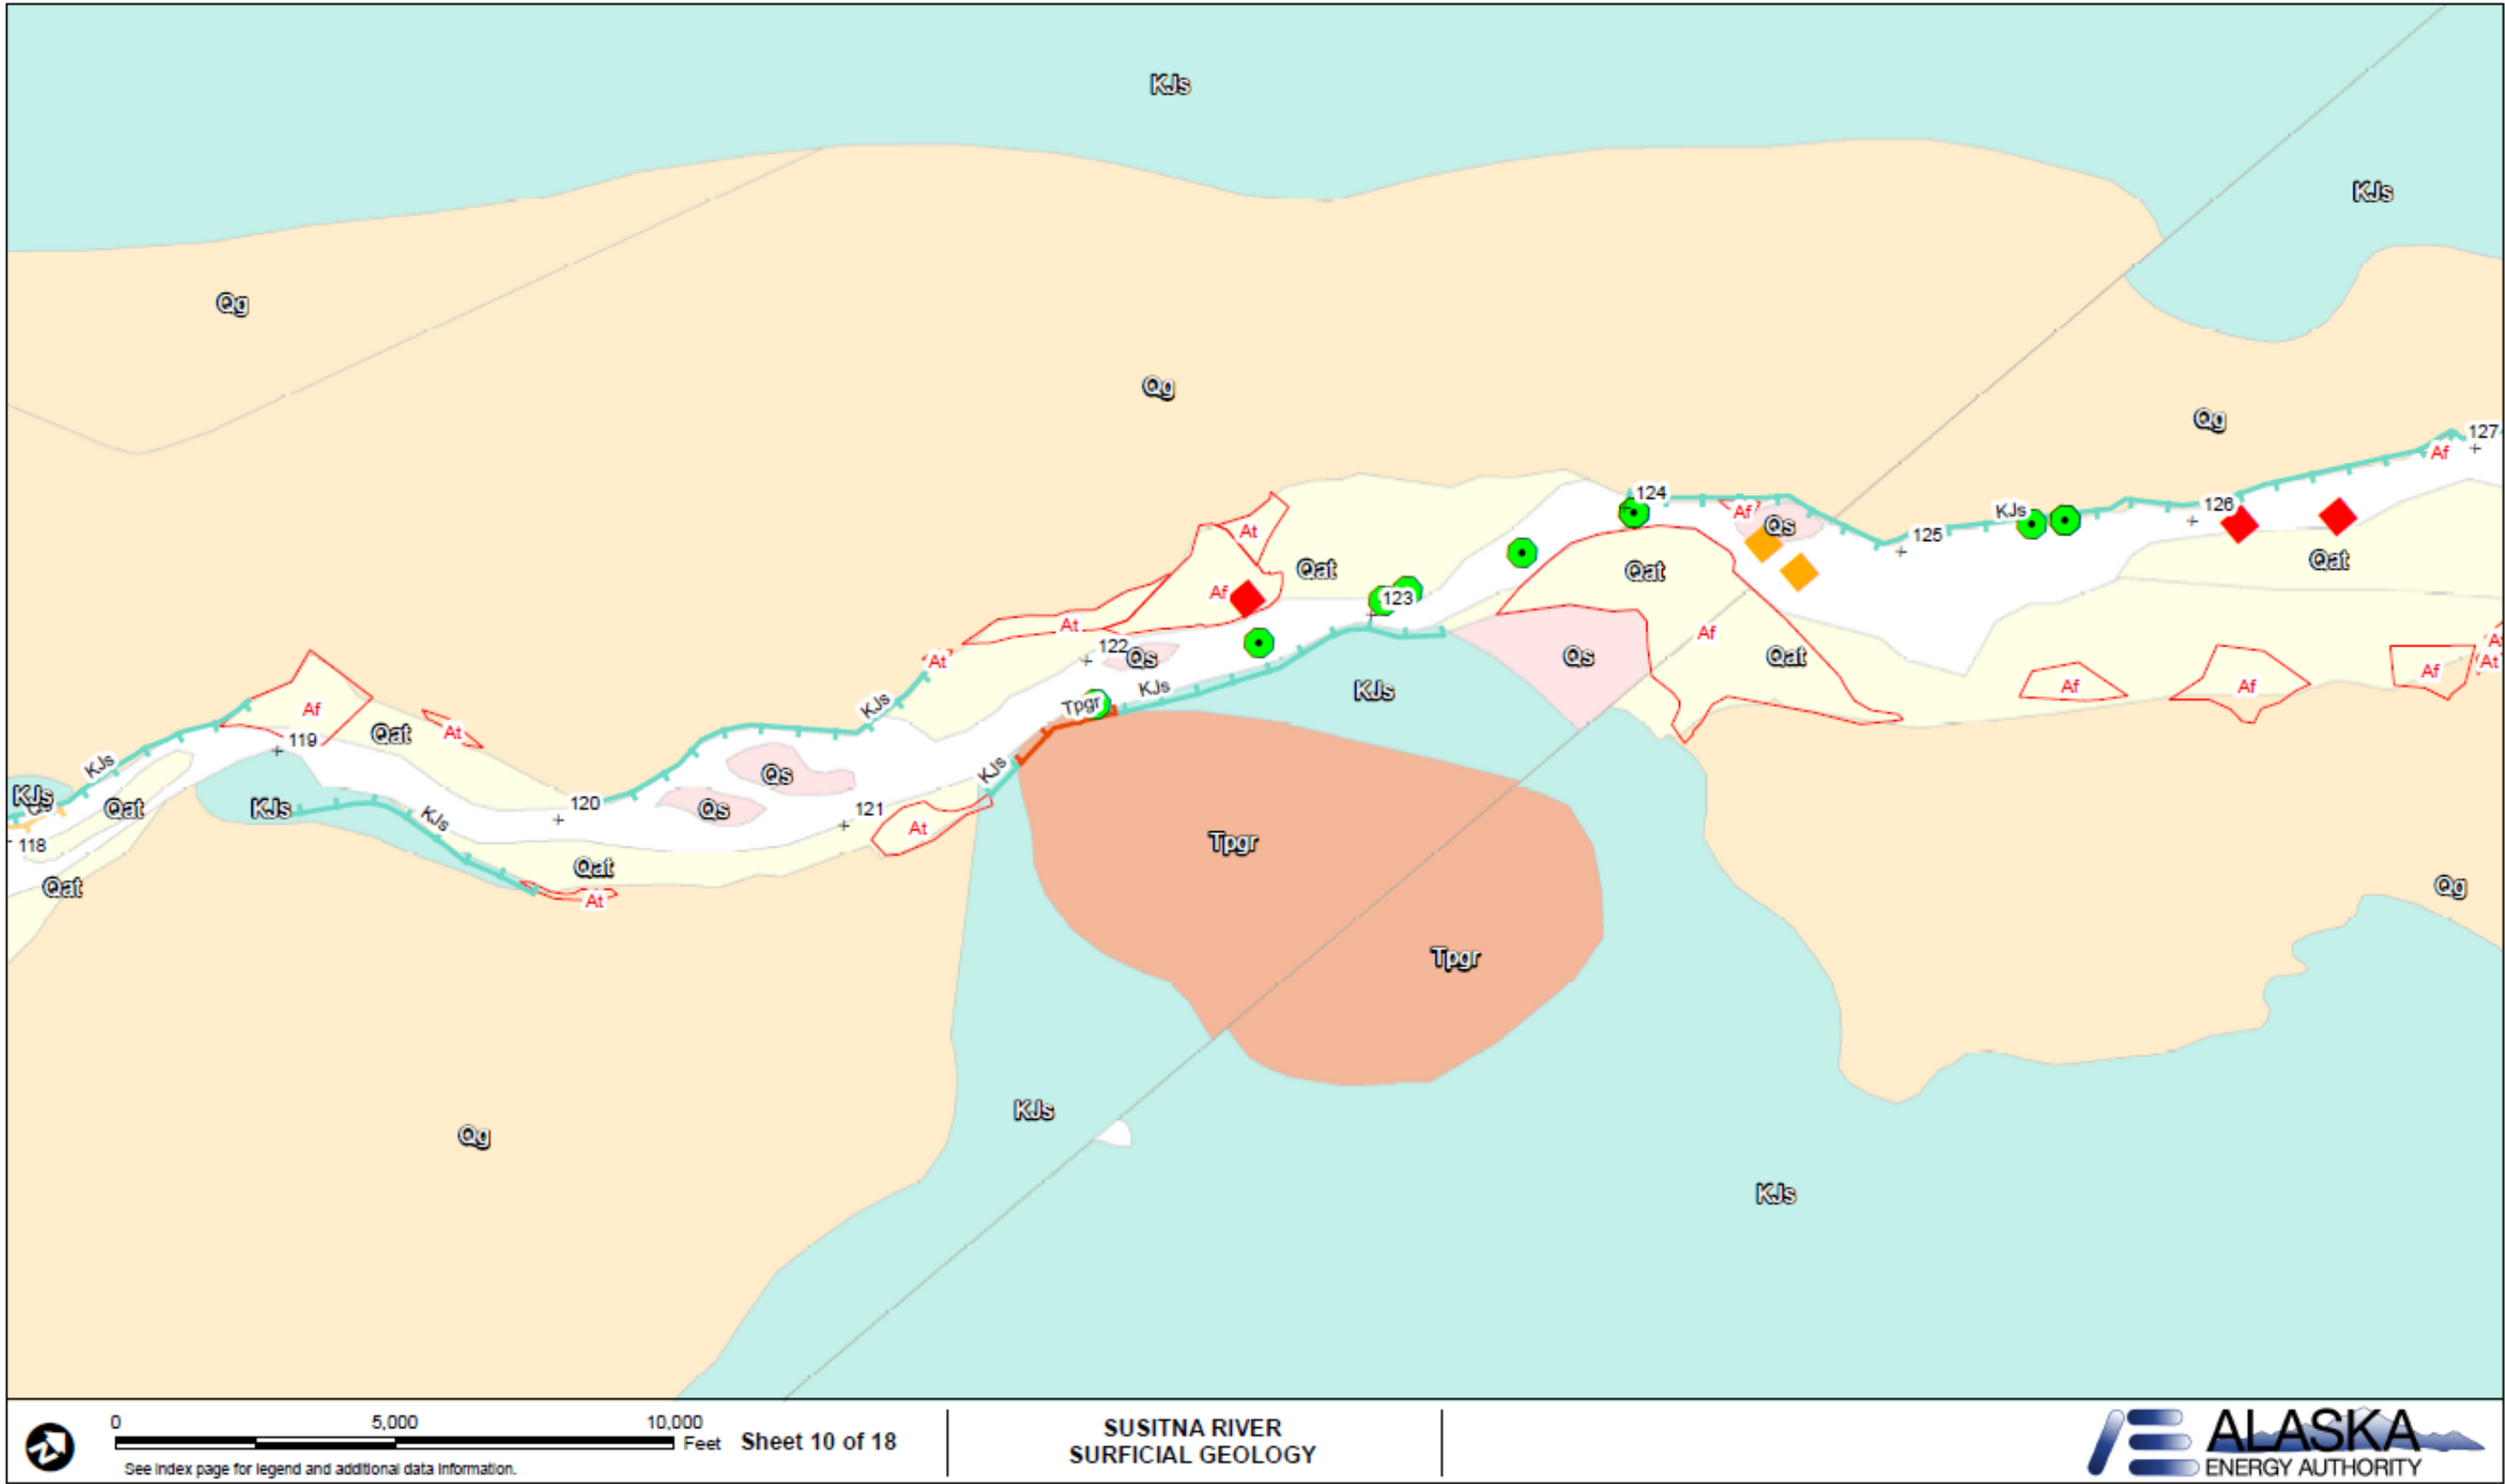 KJs
KJs
Qg
Qg
Qg
127
Af
124
126
KJs
Af
Qs
125
At
Qat
Qat
Qat
Af
123
At
Af
122
Qs
Qs
Qat
At
KJs
KJs
Af
Af
Af
A
At
Tpgr
KJs
Af
Qat
At
119
KJs
Qs
KJs
KJs
Qat
KJs
KJs
120
Qs
121
At
118
Qat
Qat
At
Tpgr
Qg
Tpgr
KJs
Qg
KJs
N
0 5,000 10,000
Feet
Sheet 10 of 18
See index page for legend and additional data information.
SUSITNA RIVER
SURFICIAL GEOLOGY
ALASKA
ENERGY AUTHORITY